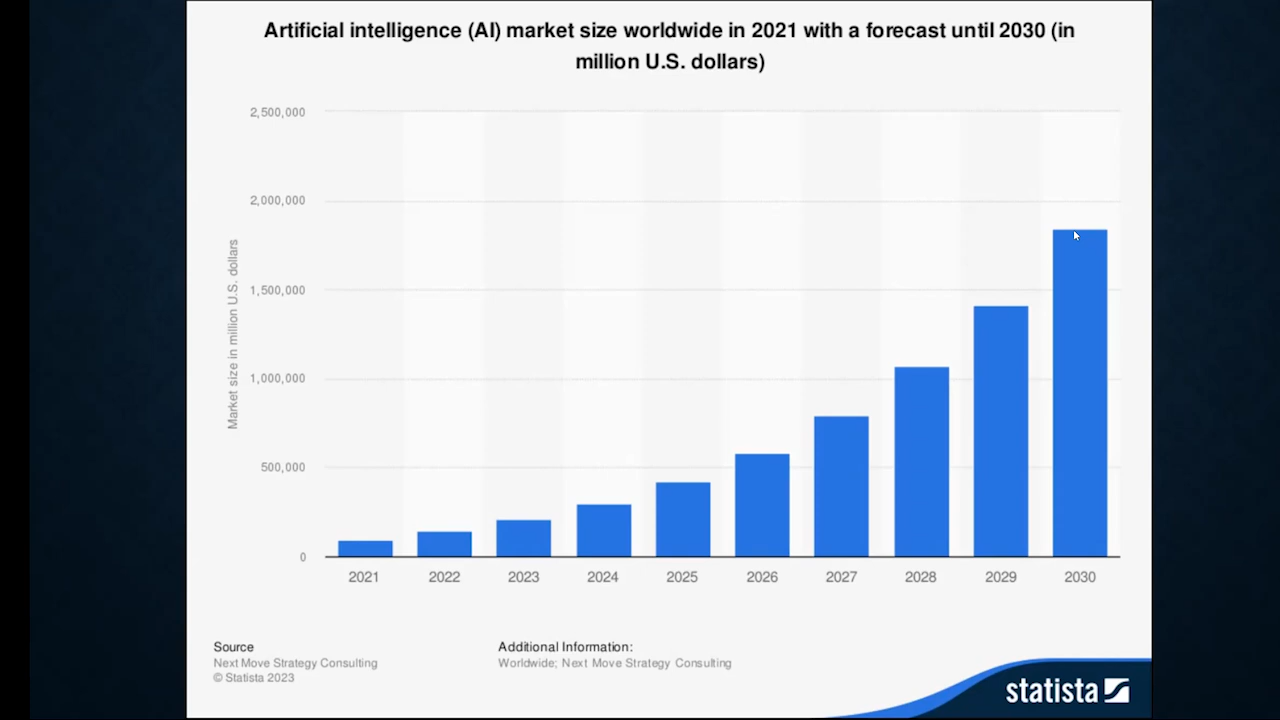 Artificial intelligence (AI) market size worldwide in 2021 with a forecast until 2030 (in
million U.S. dollars)
2,500,000
2,000,000
1,500,000
1,000,000
500,000
0
Market size in million U.S. dollars
2021 2022 2023 2024 2025 2026 2027 2028 2029 2030
Source
Next Move Strategy Consulting
© Statista 2023
Additional Information:
Worldwide; Next Move Strategy Consulting
statista